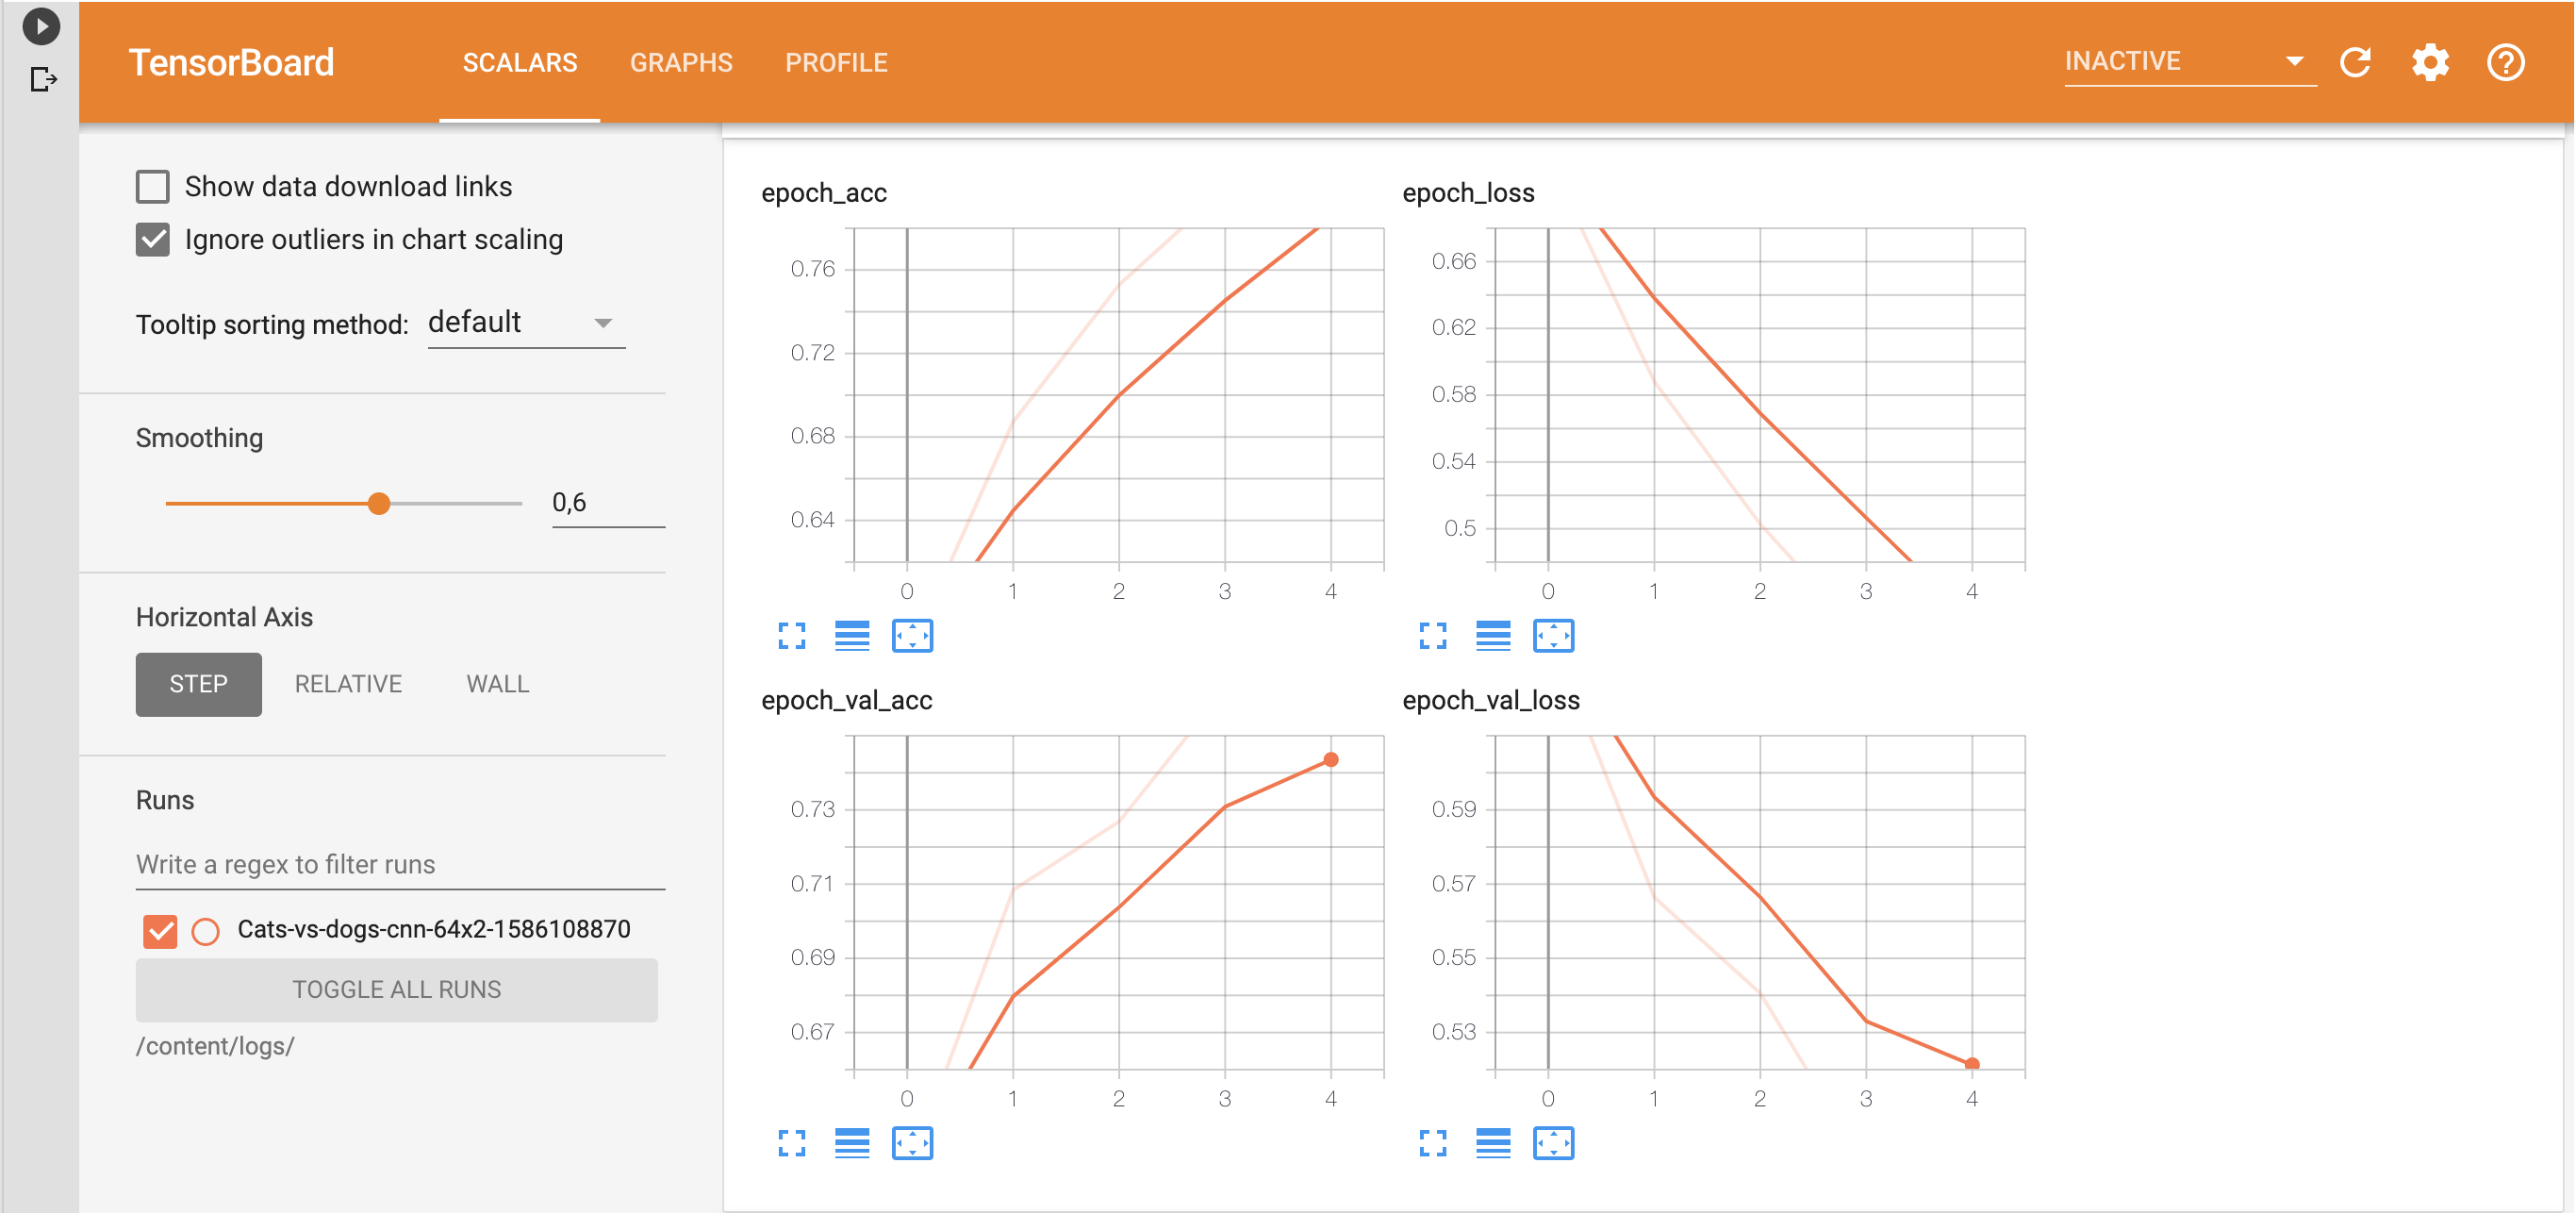 TensorBoard SCALARS GRAPHS PROFILE INACTIVE
Show data download links
Ignore outliers in chart scaling
Tooltip sorting method: default
Smoothing
0,6
Horizontal Axis
STEP RELATIVE WALL
Runs
Write a regex to filter runs
Cats-vs-dogs-cnn-64x2-1586108870
TOGGLE ALL RUNS
/content/logs/
epoch_acc
0.76
0.72
0.68
0.64
0 1 2 3 4
epoch_loss
0.66
0.62
0.58
0.54
0.5
0 1 2 3 4
epoch_val_acc
0.73
0.71
0.69
0.67
0 1 2 3 4
epoch_val_loss
0.59
0.57
0.55
0.53
0 1 2 3 4